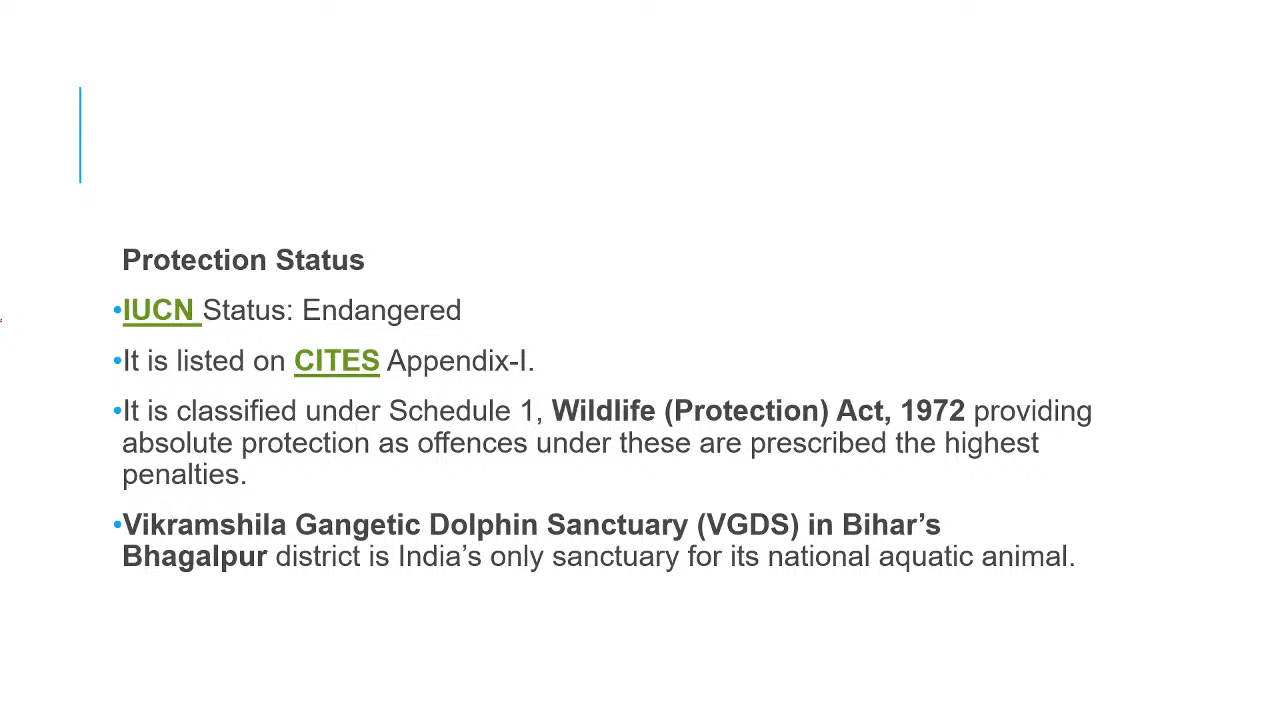 Protection Status
•IUCN Status: Endangered
•It is listed on CITES Appendix-I.
•It is classified under Schedule 1, Wildlife (Protection) Act, 1972 providing
absolute protection as offences under these are prescribed the highest
penalties.
•Vikramshila Gangetic Dolphin Sanctuary (VGDS) in Bihar’s
Bhagalpur district is India’s only sanctuary for its national aquatic animal.